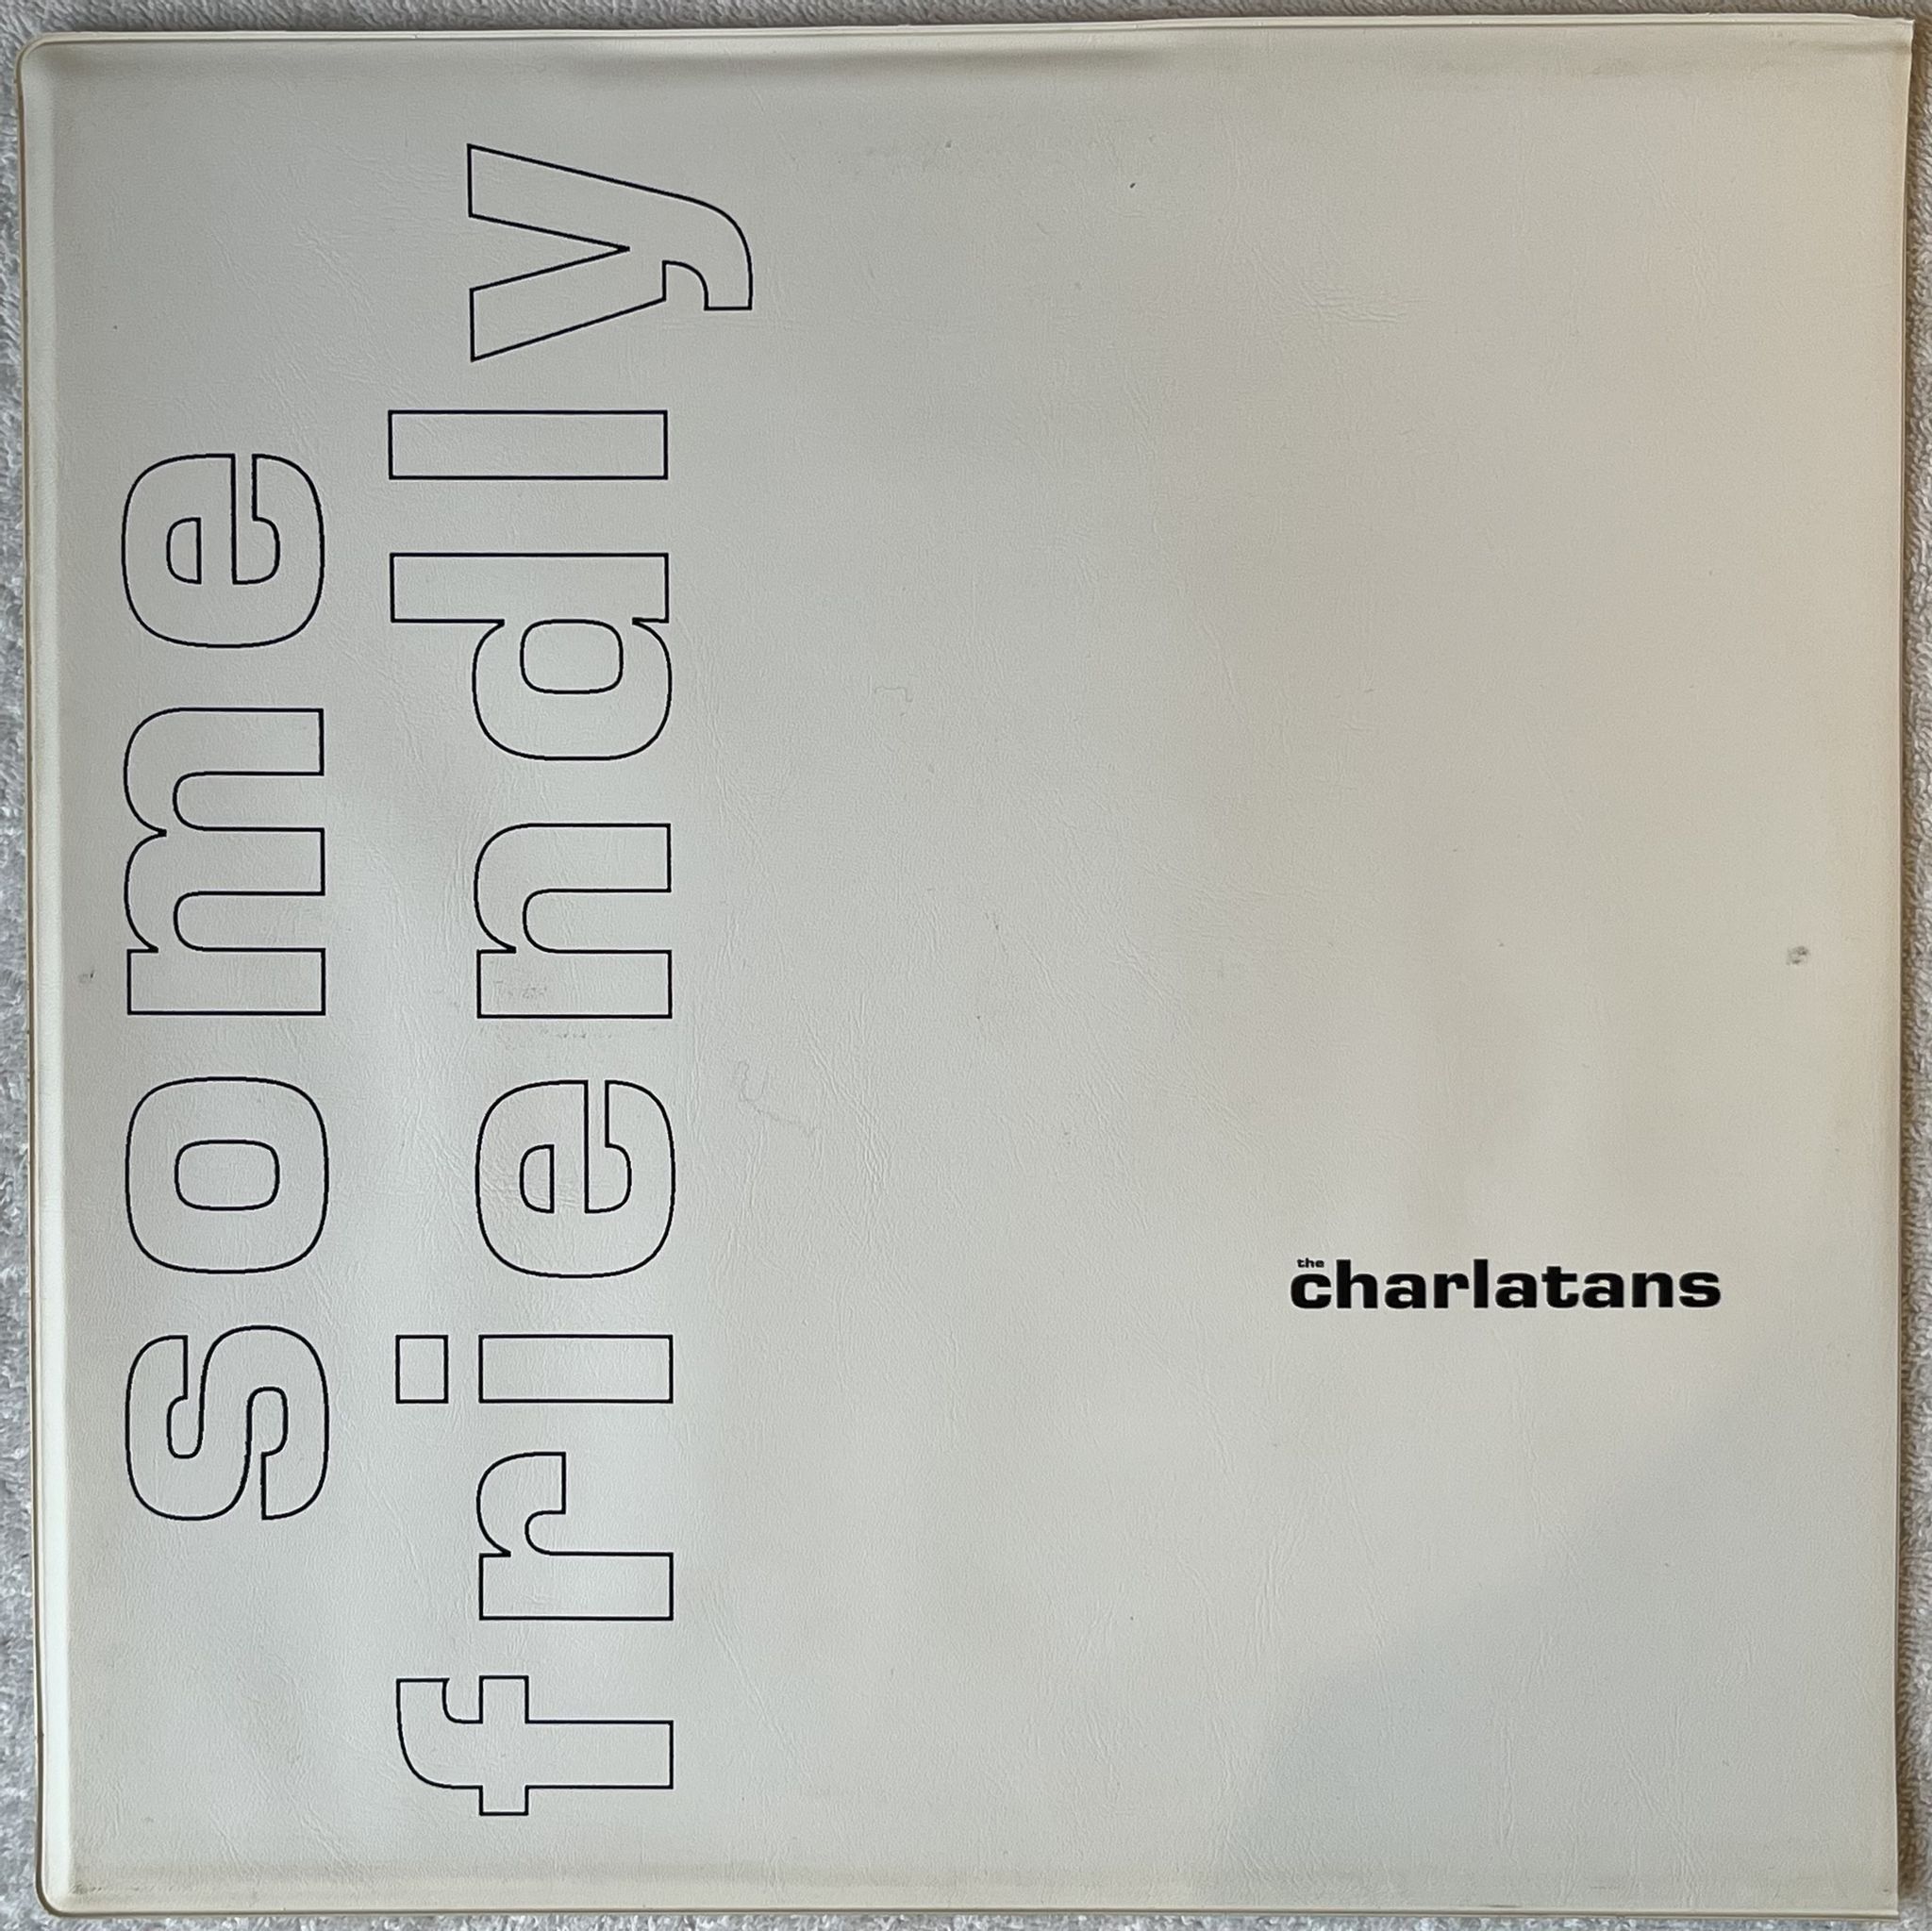 some
friendly
the
charlatans